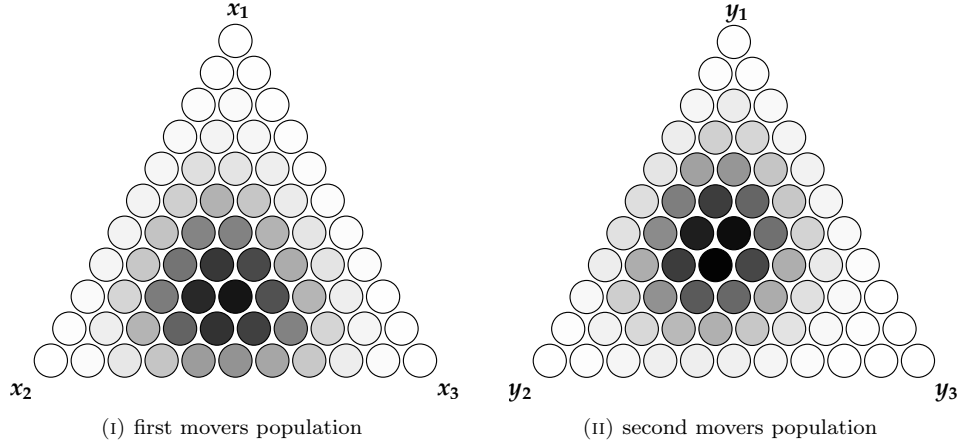 x1 y1
x2 x3 y2 y3
(I) first movers population (II) second movers population